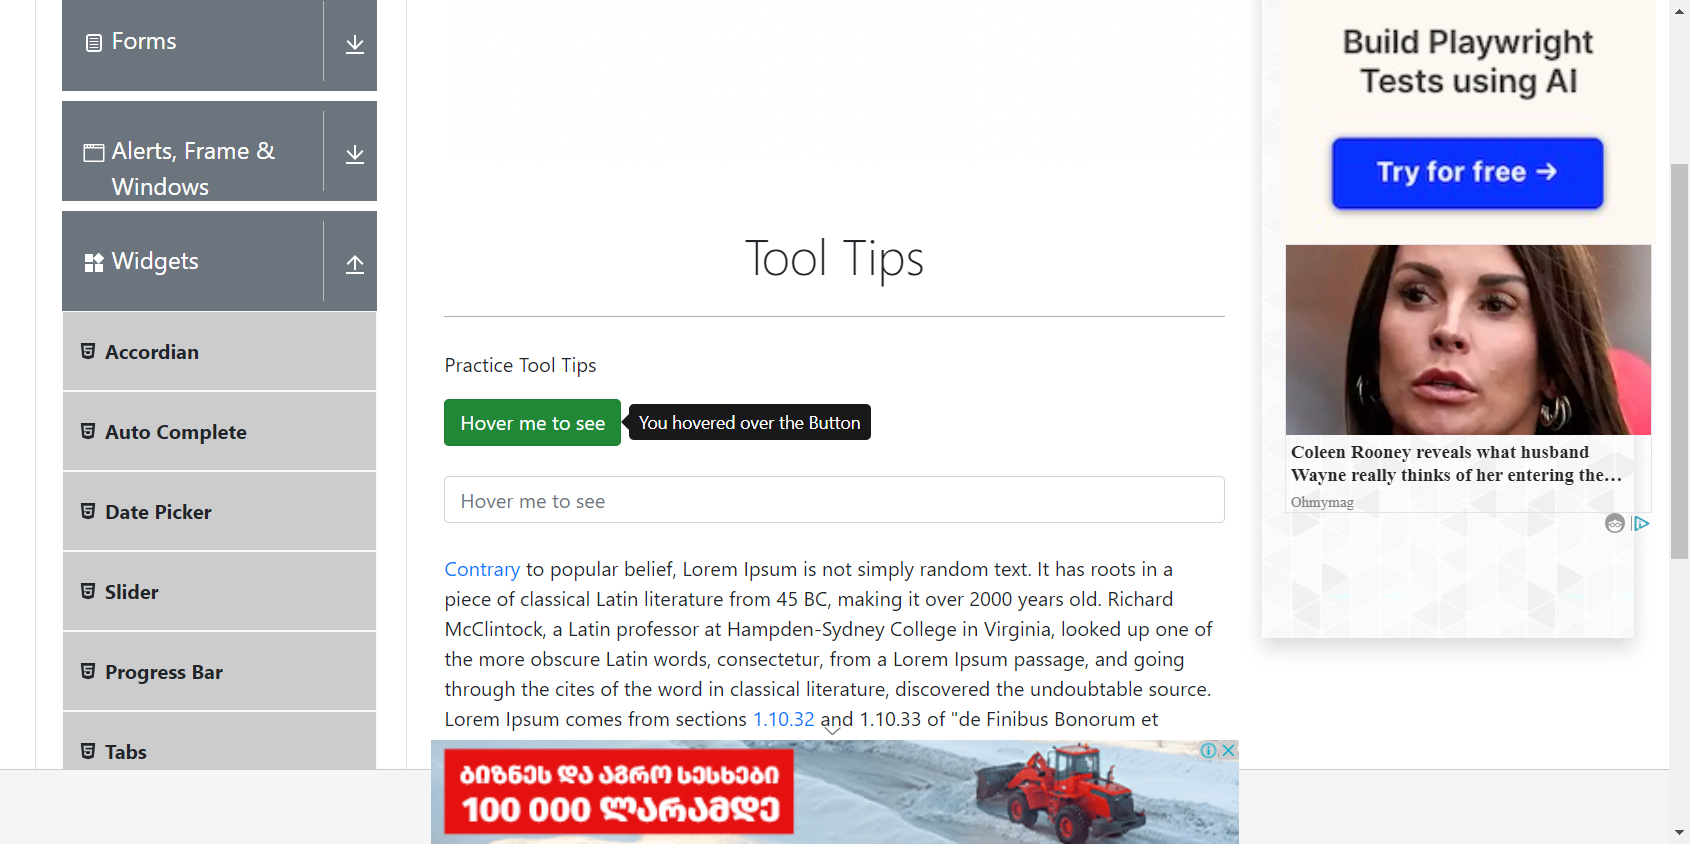 Forms
Alerts, Frame &
Windows
Widgets
Accordian
Auto Complete
Date Picker
Slider
Progress Bar
Tabs
Tool Tips
Practice Tool Tips
Hover me to see
You hovered over the Button
Hover me to see
Contrary to popular belief, Lorem Ipsum is not simply random text. It has roots in a
piece of classical Latin literature from 45 BC, making it over 2000 years old. Richard
McClintock, a Latin professor at Hampden-Sydney College in Virginia, looked up one of
the more obscure Latin words, consectetur, from a Lorem Ipsum passage, and going
through the cites of the word in classical literature, discovered the undoubtable source.
Lorem Ipsum comes from sections 1.10.32 and 1.10.33 of "de Finibus Bonorum et
ბიზნეს და აგრო სესხები
100 000 ლარამდე
Build Playwright
Tests using AI
Try for free →
Coleen Rooney reveals what husband
Wayne really thinks of her entering the…
Ohmymag